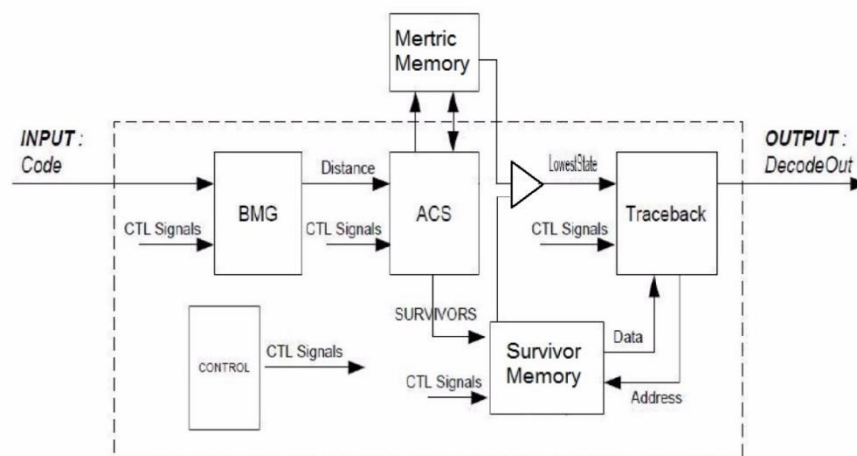 Mertric
Memory
INPUT :
Code
OUTPUT :
DecodeOut
Distance
LowestState
BMG
ACS
Traceback
CTL Signals
CTL Signals
CTL Signals
SURVIVORS
CONTROL
CTL Signals
Survivor
Memory
Data
CTL Signals
Address